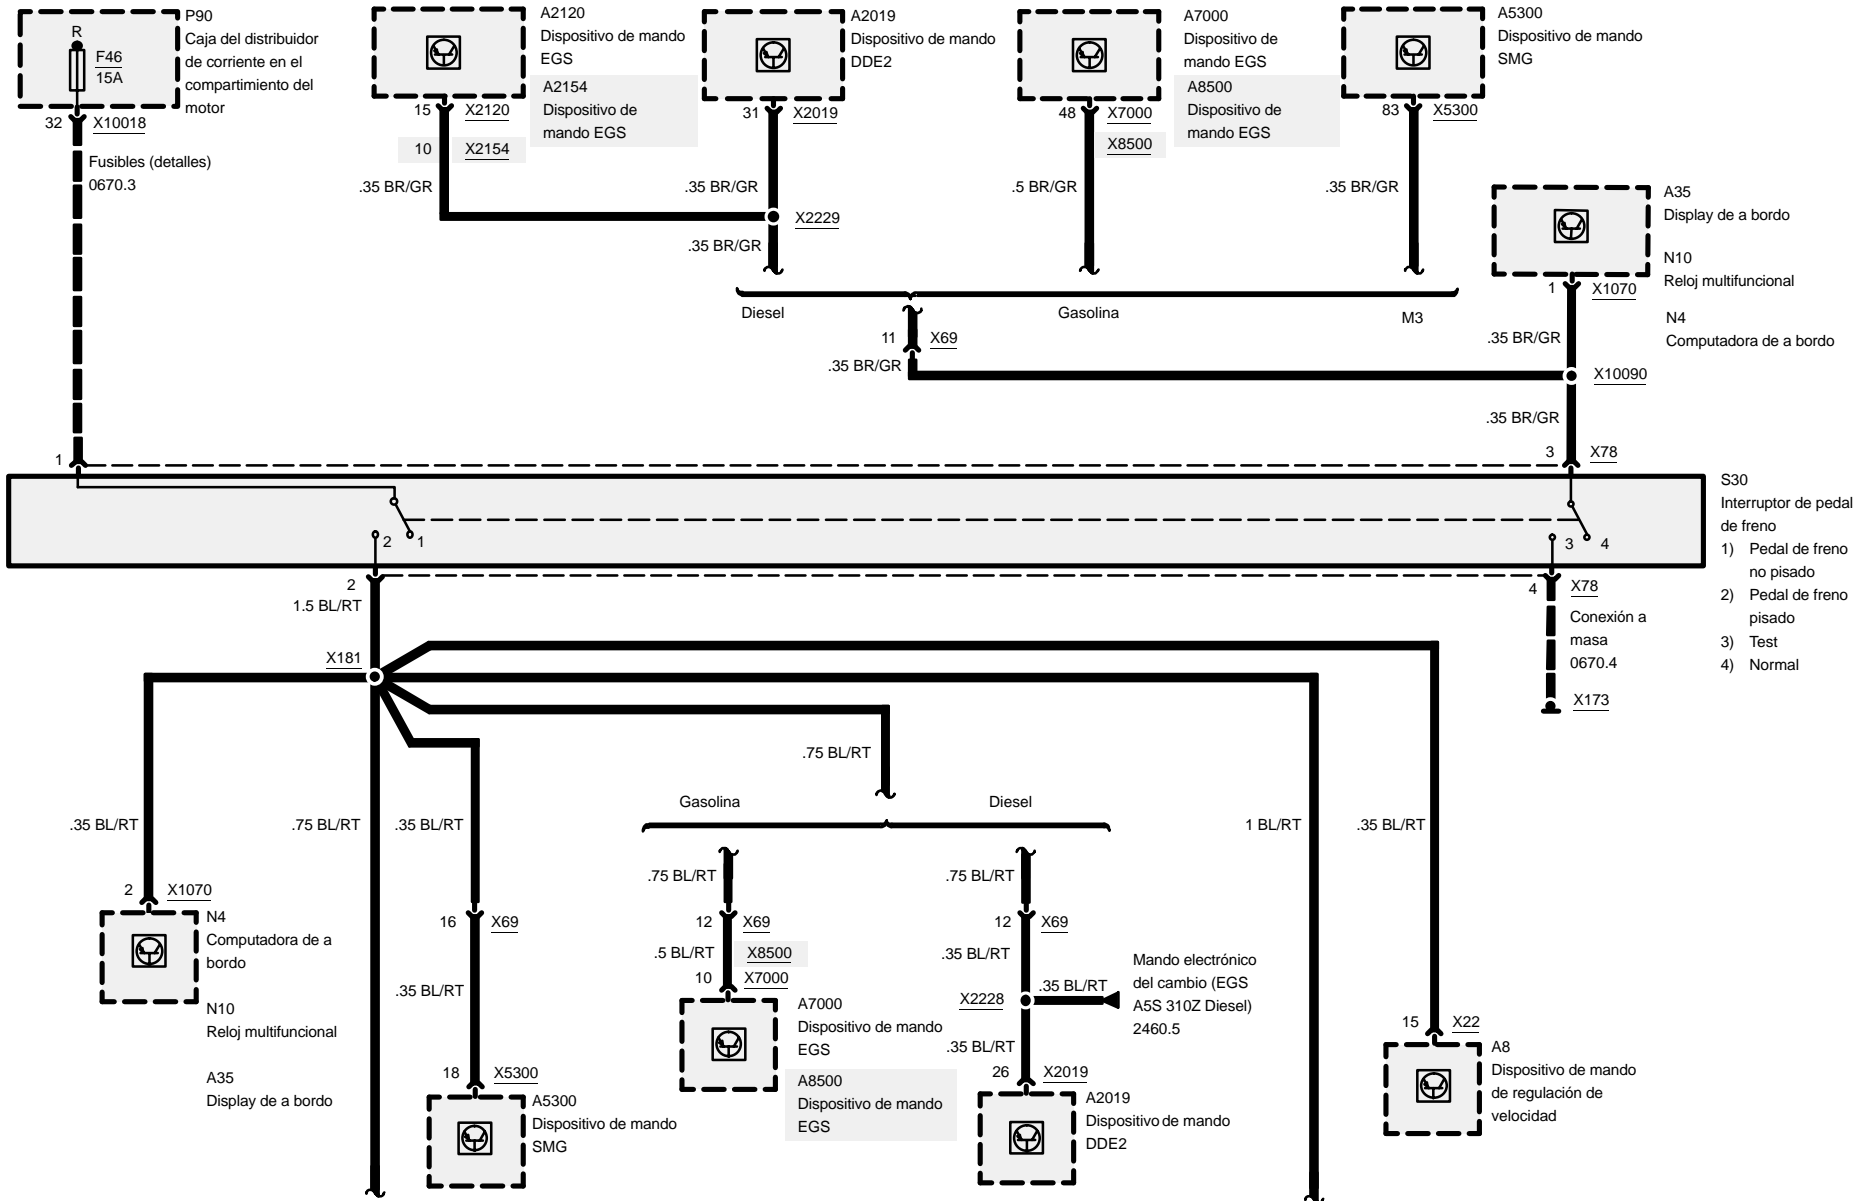 P90
Caja del distribuidor
de corriente en el
compartimiento del
motor
R
F46
15A
32
X10018
Fusibles (detalles)
0670.3
A2120
Dispositivo de mando
EGS
A2154
Dispositivo de
mando EGS
15
X2120
10
X2154
.35 BR/GR
A2019
Dispositivo de mando
DDE2
31
X2019
.35 BR/GR
X2229
.35 BR/GR
A7000
Dispositivo de
mando EGS
A8500
Dispositivo de
mando EGS
48
X7000
X8500
.5 BR/GR
A5300
Dispositivo de mando
SMG
83
X5300
.35 BR/GR
A35
Display de a bordo
N10
Reloj multifuncional
N4
Computadora de a bordo
1
X1070
.35 BR/GR
Diesel
Gasolina
M3
11
X69
.35 BR/GR
X10090
.35 BR/GR
1
3
X78
2
1
3
4
S30
Interruptor de pedal
de freno
1) Pedal de freno
no pisado
2) Pedal de freno
pisado
3) Test
4) Normal
2
1.5 BL/RT
4
X78
Conexión a
masa
0670.4
X173
X181
.75 BL/RT
Gasolina
Diesel
.35 BL/RT
.75 BL/RT
.35 BL/RT
1 BL/RT
.35 BL/RT
.75 BL/RT
.75 BL/RT
2
X1070
N4
Computadora de a
bordo
N10
Reloj multifuncional
A35
Display de a bordo
16
X69
.35 BL/RT
18
X5300
A5300
Dispositivo de mando
SMG
12
X69
.5 BL/RT
X8500
10
X7000
A7000
Dispositivo de mando
EGS
A8500
Dispositivo de mando
EGS
12
X69
.35 BL/RT
X2228
.35 BL/RT
Mando electrónico
del cambio (EGS
A5S 310Z Diesel)
2460.5
.35 BL/RT
26
X2019
A2019
Dispositivo de mando
DDE2
15
X22
A8
Dispositivo de mando
de regulación de
velocidad